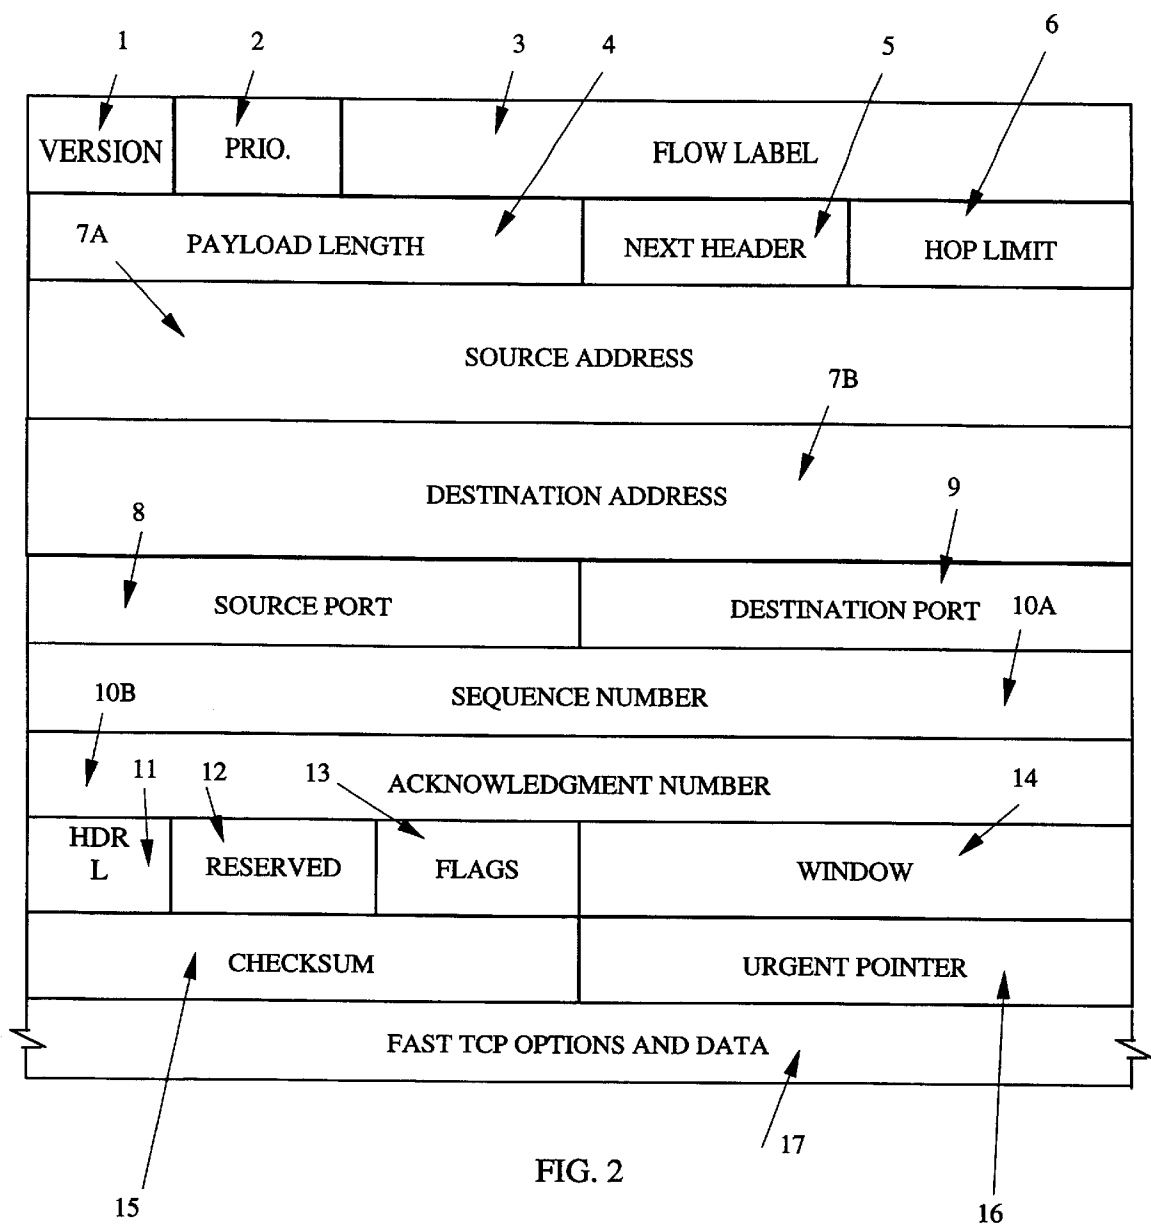 1 2 3 4 5 6
VERSION PRIO. FLOW LABEL
7A PAYLOAD LENGTH NEXT HEADER HOP LIMIT
SOURCE ADDRESS
7B
DESTINATION ADDRESS
8 9
SOURCE PORT DESTINATION PORT 10A
SEQUENCE NUMBER
10B
ACKNOWLEDGMENT NUMBER
11 12 13 14
HDR
L RESERVED FLAGS WINDOW
CHECKSUM URGENT POINTER
FAST TCP OPTIONS AND DATA
17
FIG. 2
15 16